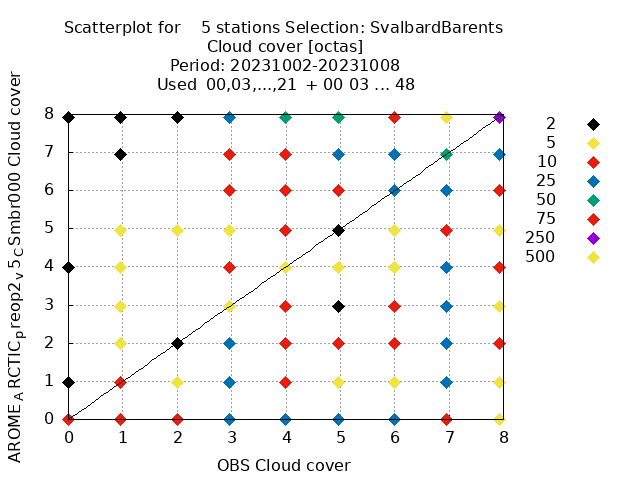 Scatterplot for 5 stations Selection: SvalbardBarents
Cloud cover [octas]
Period: 20231002-20231008
Used 00,03,...,21 + 00 03 ... 48
AROME_ARCTIC_preop2_v5_CSmbr000 Cloud cover
8
7
6
5
4
3
2
1
0
0 1 2 3 4 5 6 7 8
OBS Cloud cover
2
5
10
25
50
75
250
500